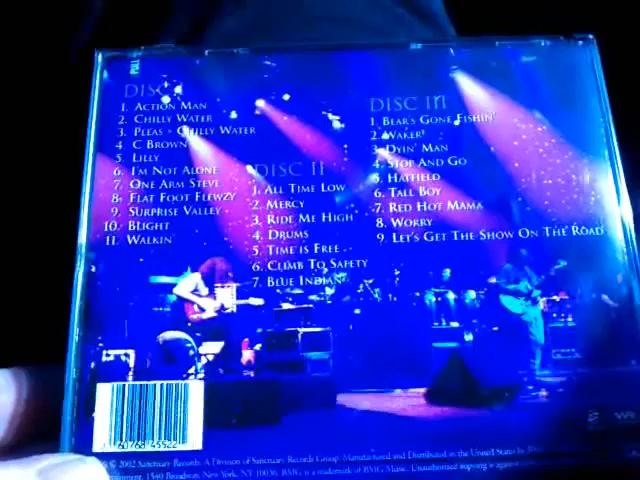 PULL
DISC I
1. Action Man
2. Chilly Water
3. Pleas > Chilly Water
4. C Brown
5. Lilly
6. I'm Not Alone
7. One Arm Steve
8. Flat Foot Flewzy
9. Surprise Valley
10. Blight
11. Walkin'
DISC II
1. All Time Low
2. Mercy
3. Ride Me High
4. Drums
5. Time is Free
6. Climb To Safety
7. Blue Indian
DISC III
1. Bear's Gone Fishin'
2. Waker
3. Dyin' Man
4. Stop And Go
5. Hatfield
6. Tall Boy
7. Red Hot Mama
8. Worry
9. Let's Get The Show On The Road
60768 45522
© 2002 Sanctuary Records. A Division of Sanctuary Records Group. Manufactured and Distributed in the United States by
1540 Broadway, New York, NY 10036. BMG is a trademark of BMG Music. Unauthorized copying is against